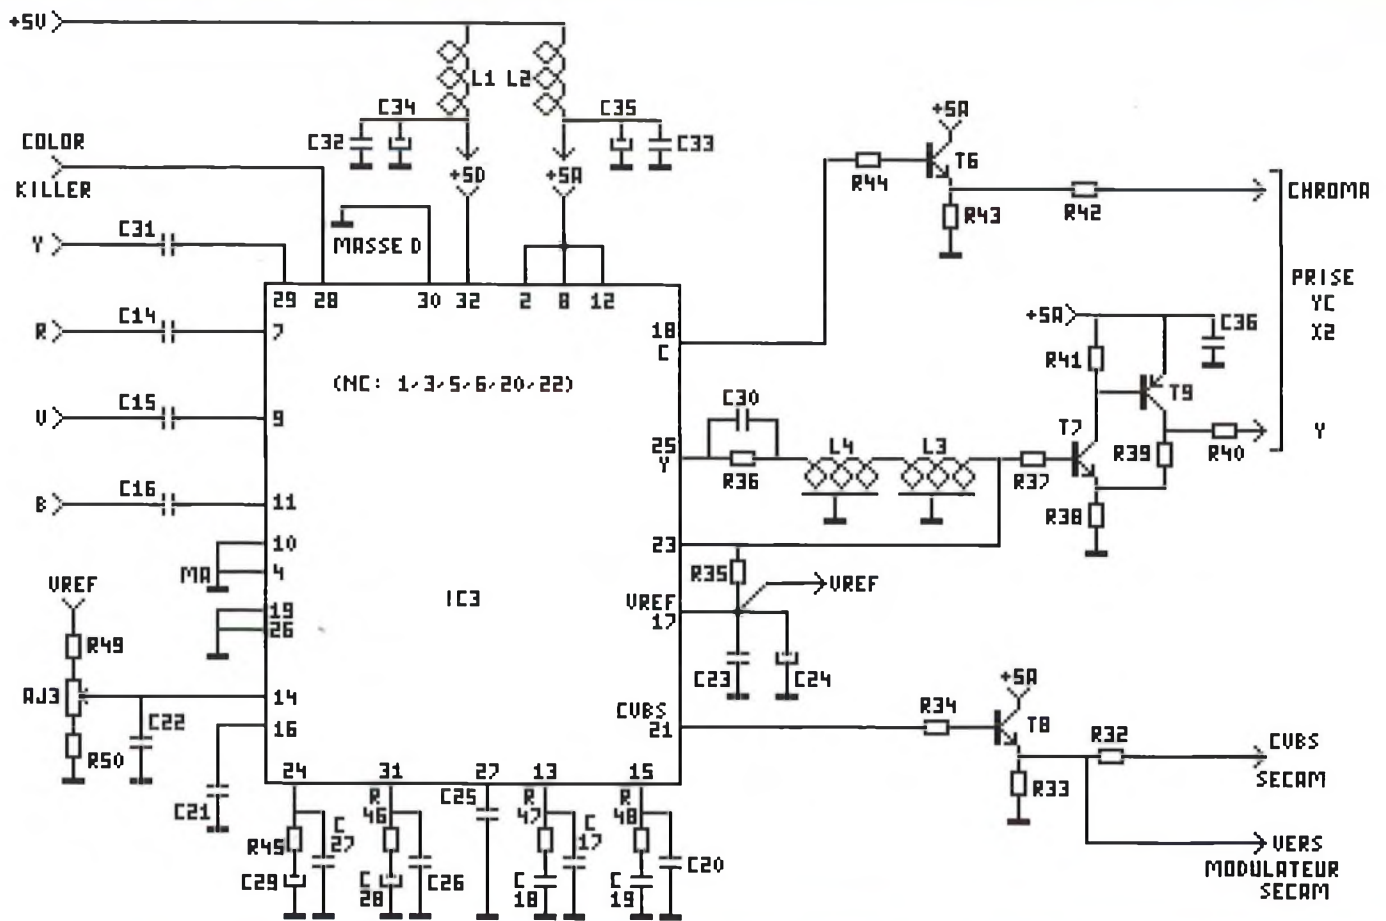 +5V
L1 L2
C34
C35
C32
C33
+5D
+5A
COLOR
KILLER
C31
Y
MASSE D
29 28 30 32 2 8 12
+5A
T6
R44
R43
R42
CHROMA
PRISE
YC
X2
R
C14
7
18
C
(NC: 1/3/5/6/20/22)
+5A
R41
C36
T9
V
C15
9
C30
25
Y
R36
L4
L3
R37
T7
R39
R40
Y
R38
B
C16
11
10
MA
4
23
R35
VREF
VREF
17
IC3
19
26
C23
C24
VREF
R49
AJ3
R50
C22
14
16
C21
CVBS
21
R34
+5A
T8
R33
R32
CVBS
SECAM
VERS
MODULATEUR
SECAM
24 31 27 13 15
C25
R45
C
27
C29
R
46
C
28
C26
R
47
C
17
C
18
R
48
C
19
C20